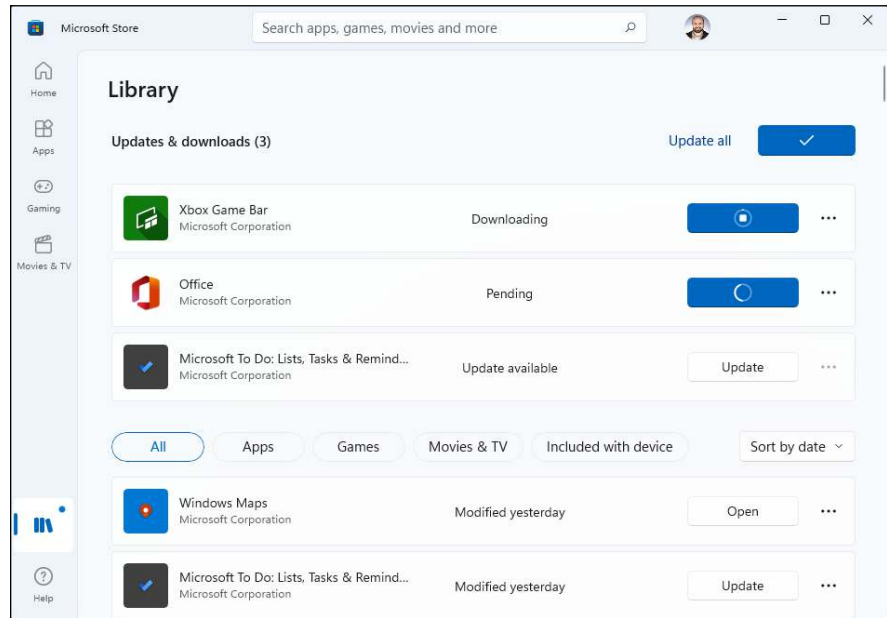 Microsoft Store
Search apps, games, movies and more
Home
Apps
Gaming
Movies & TV
Help
Library
Updates & downloads (3)
Update all
Xbox Game Bar
Microsoft Corporation
Downloading
Office
Microsoft Corporation
Pending
Microsoft To Do: Lists, Tasks & Remind...
Microsoft Corporation
Update available
Update
All
Apps
Games
Movies & TV
Included with device
Sort by date
Windows Maps
Microsoft Corporation
Modified yesterday
Open
Microsoft To Do: Lists, Tasks & Remind...
Microsoft Corporation
Modified yesterday
Update